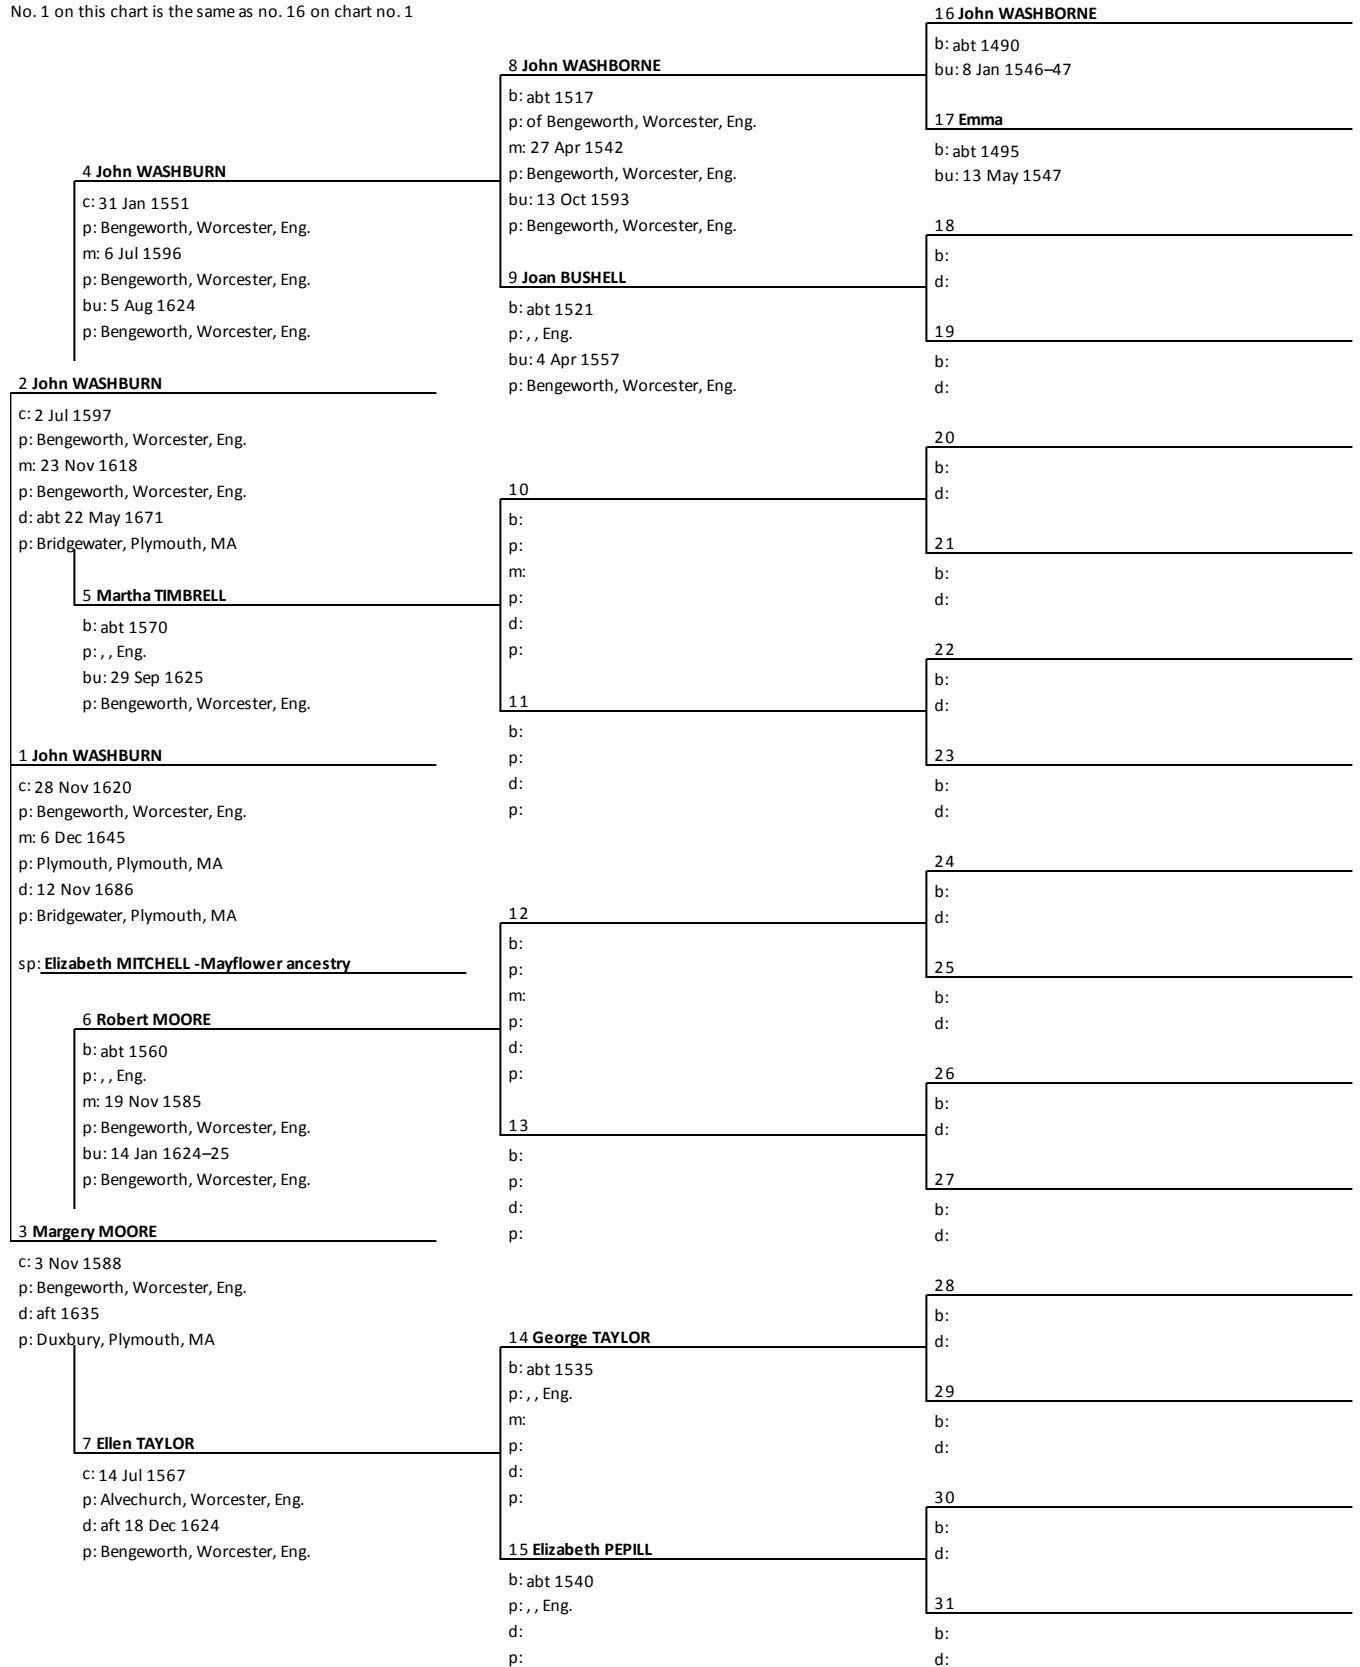 No. 1 on this chart is the same as no. 16 on chart no. 1
16 John WASHBORNE
b: abt 1490
bu: 8 Jan 1546–47
8 John WASHBORNE
b: abt 1517
p: of Bengeworth, Worcester, Eng.
m: 27 Apr 1542
p: Bengeworth, Worcester, Eng.
bu: 13 Oct 1593
p: Bengeworth, Worcester, Eng.
17 Emma
b: abt 1495
bu: 13 May 1547
4 John WASHBURN
c: 31 Jan 1551
p: Bengeworth, Worcester, Eng.
m: 6 Jul 1596
p: Bengeworth, Worcester, Eng.
bu: 5 Aug 1624
p: Bengeworth, Worcester, Eng.
18
b:
d:
9 Joan BUSHELL
b: abt 1521
p: , , Eng.
bu: 4 Apr 1557
p: Bengeworth, Worcester, Eng.
19
b:
d:
2 John WASHBURN
c: 2 Jul 1597
p: Bengeworth, Worcester, Eng.
m: 23 Nov 1618
p: Bengeworth, Worcester, Eng.
d: abt 22 May 1671
p: Bridgewater, Plymouth, MA
20
b:
d:
10
b:
p:
m:
p:
d:
p:
21
b:
d:
5 Martha TIMBRELL
b: abt 1570
p: , , Eng.
bu: 29 Sep 1625
p: Bengeworth, Worcester, Eng.
22
b:
d:
11
b:
p:
d:
p:
23
b:
d:
1 John WASHBURN
c: 28 Nov 1620
p: Bengeworth, Worcester, Eng.
m: 6 Dec 1645
p: Plymouth, Plymouth, MA
d: 12 Nov 1686
p: Bridgewater, Plymouth, MA
sp: Elizabeth MITCHELL -Mayflower ancestry
24
b:
d:
12
b:
p:
m:
p:
d:
p:
25
b:
d:
6 Robert MOORE
b: abt 1560
p: , , Eng.
m: 19 Nov 1585
p: Bengeworth, Worcester, Eng.
bu: 14 Jan 1624–25
p: Bengeworth, Worcester, Eng.
26
b:
d:
13
b:
p:
d:
p:
27
b:
d:
3 Margery MOORE
c: 3 Nov 1588
p: Bengeworth, Worcester, Eng.
d: aft 1635
p: Duxbury, Plymouth, MA
28
b:
d:
14 George TAYLOR
b: abt 1535
p: , , Eng.
m:
p:
d:
p:
29
b:
d:
7 Ellen TAYLOR
c: 14 Jul 1567
p: Alvechurch, Worcester, Eng.
d: aft 18 Dec 1624
p: Bengeworth, Worcester, Eng.
30
b:
d:
15 Elizabeth PEPILL
b: abt 1540
p: , , Eng.
d:
p:
31
b:
d: